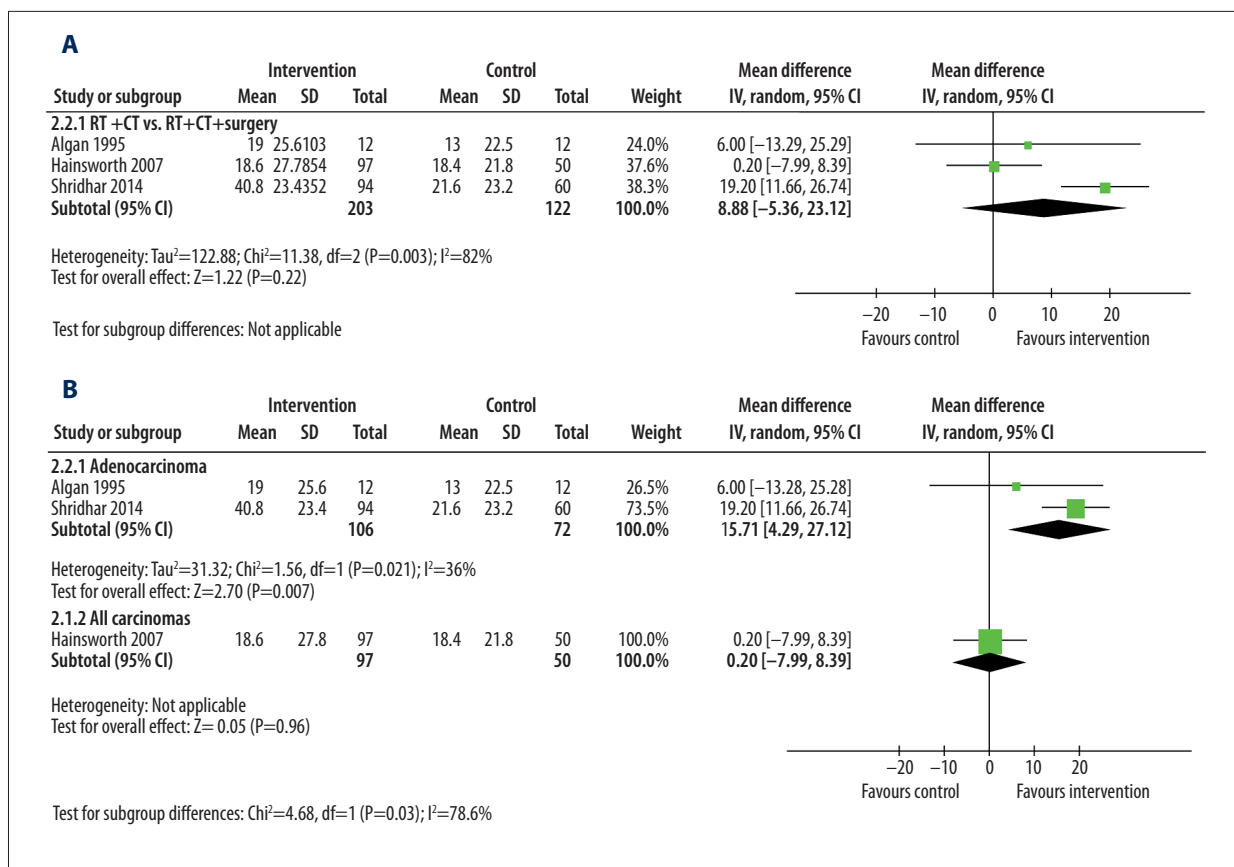 A
Intervention Control Mean difference Mean difference
Study or subgroup Mean SD Total Mean SD Total Weight IV, random, 95% CI IV, random, 95% CI
2.2.1 RT +CT vs. RT+CT+surgery
Algan 1995 19 25.6103 12 13 22.5 12 24.0% 6.00 [−13.29, 25.29]
Hainsworth 2007 18.6 27.7854 97 18.4 21.8 50 37.6% 0.20 [−7.99, 8.39]
Shridhar 2014 40.8 23.4352 94 21.6 23.2 60 38.3% 19.20 [11.66, 26.74]
Subtotal (95% CI) 203 122 100.0% 8.88 [−5.36, 23.12]
Heterogeneity: Tau²=122.88; Chi²=11.38, df=2 (P=0.003); I²=82%
Test for overall effect: Z=1.22 (P=0.22)
−20 −10 0 10 20
Test for subgroup differences: Not applicable
Favours control Favours intervention
B
Intervention Control Mean difference Mean difference
Study or subgroup Mean SD Total Mean SD Total Weight IV, random, 95% CI IV, random, 95% CI
2.2.1 Adenocarcinoma
Algan 1995 19 25.6 12 13 22.5 12 26.5% 6.00 [−13.28, 25.28]
Shridhar 2014 40.8 23.4 94 21.6 23.2 60 73.5% 19.20 [11.66, 26.74]
Subtotal (95% CI) 106 72 100.0% 15.71 [4.29, 27.12]
Heterogeneity: Tau²=31.32; Chi²=1.56, df=1 (P=0.021); I²=36%
Test for overall effect: Z=2.70 (P=0.007)
2.1.2 All carcinomas
Hainsworth 2007 18.6 27.8 97 18.4 21.8 50 100.0% 0.20 [−7.99, 8.39]
Subtotal (95% CI) 97 50 100.0% 0.20 [−7.99, 8.39]
Heterogeneity: Not applicable
Test for overall effect: Z= 0.05 (P=0.96)
−20 −10 0 10 20
Favours control Favours intervention
Test for subgroup differences: Chi²=4.68, df=1 (P=0.03); I²=78.6%